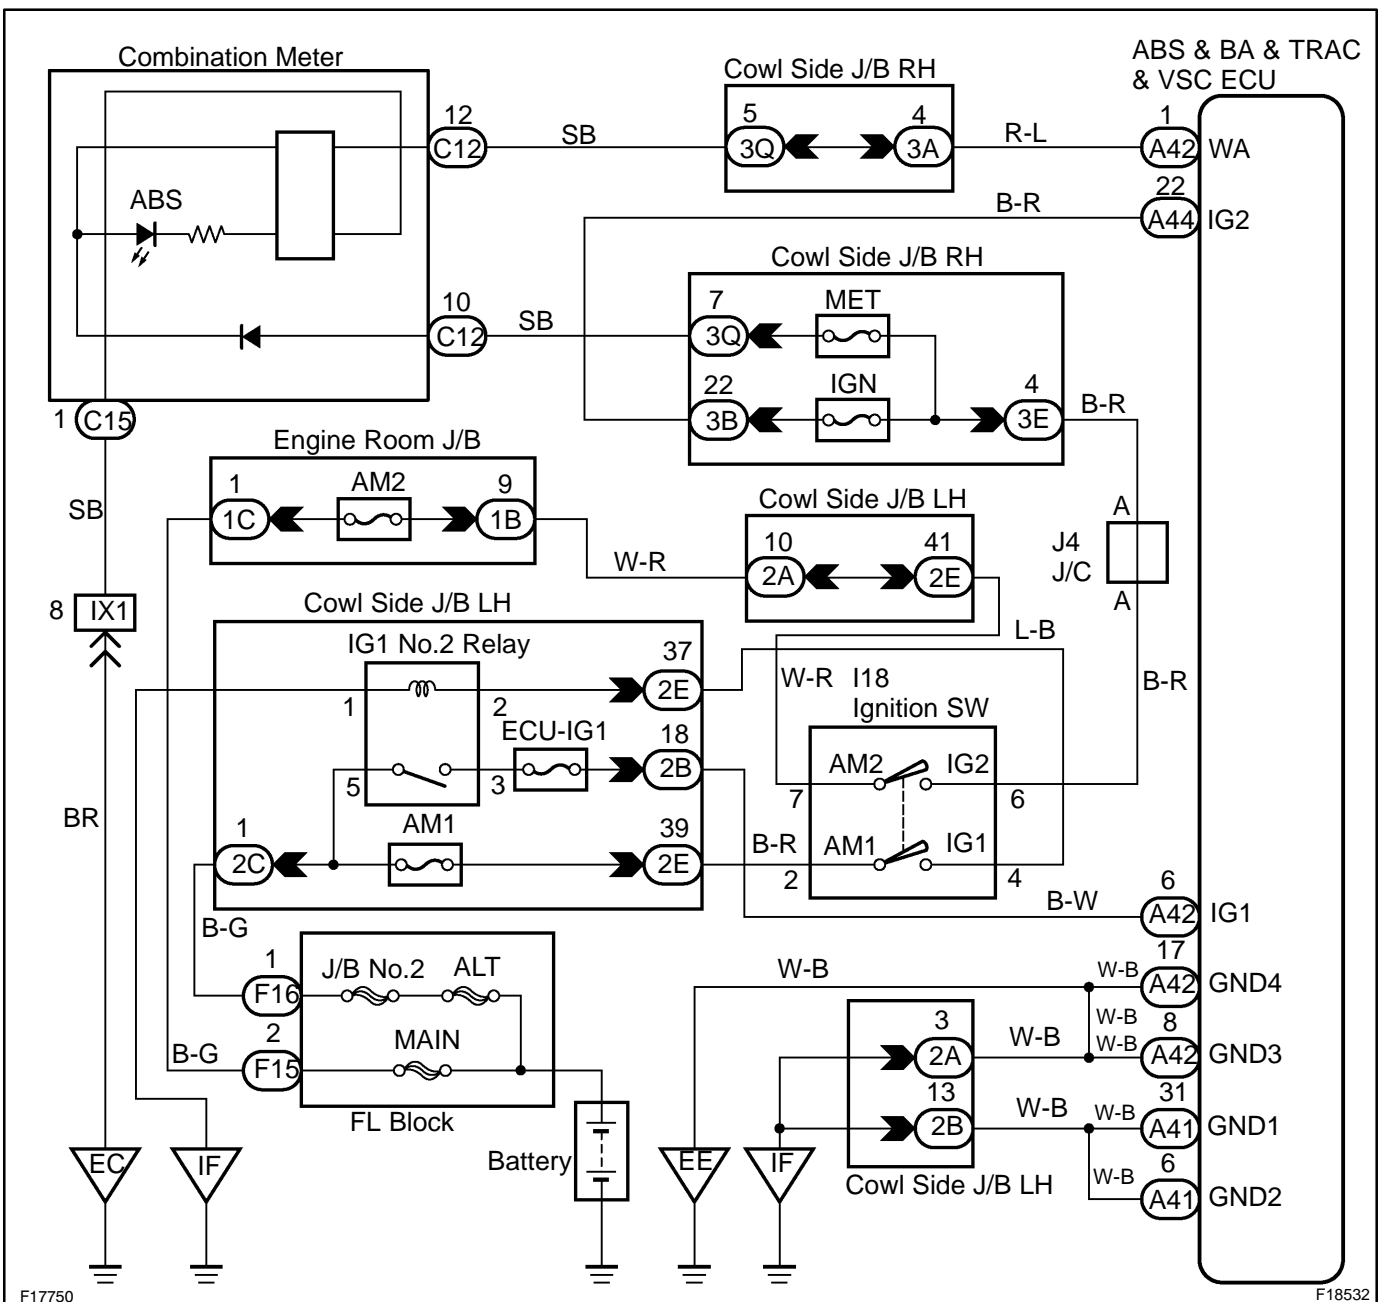 Combination Meter
Cowl Side J/B RH
ABS & BA & TRAC
& VSC ECU
12
C12
SB
5
3Q
4
3A
R-L
1
A42
WA
ABS
22
A44
IG2
B-R
Cowl Side J/B RH
10
C12
SB
7
3Q
MET
22
3B
IGN
4
3E
B-R
1
C15
Engine Room J/B
1
1C
AM2
9
1B
SB
W-R
Cowl Side J/B LH
10
2A
41
2E
A
J4
J/C
A
8
IX1
Cowl Side J/B LH
IG1 No.2 Relay
37
2E
L-B
W-R
I18
Ignition SW
B-R
1
2
ECU-IG1
18
2B
5
3
AM2
IG2
7
6
BR
1
2C
AM1
39
2E
B-R
AM1
IG1
2
4
B-G
B-W
6
A42
IG1
1
F16
J/B No.2
ALT
W-B
17
W-B
A42
GND4
2
F15
B-G
MAIN
3
2A
W-B
W-B
8
W-B
A42
GND3
13
2B
W-B
31
W-B
A41
GND1
FL Block
Battery
6
W-B
A41
GND2
EC
IF
EE
IF
Cowl Side J/B LH
F17750
F18532